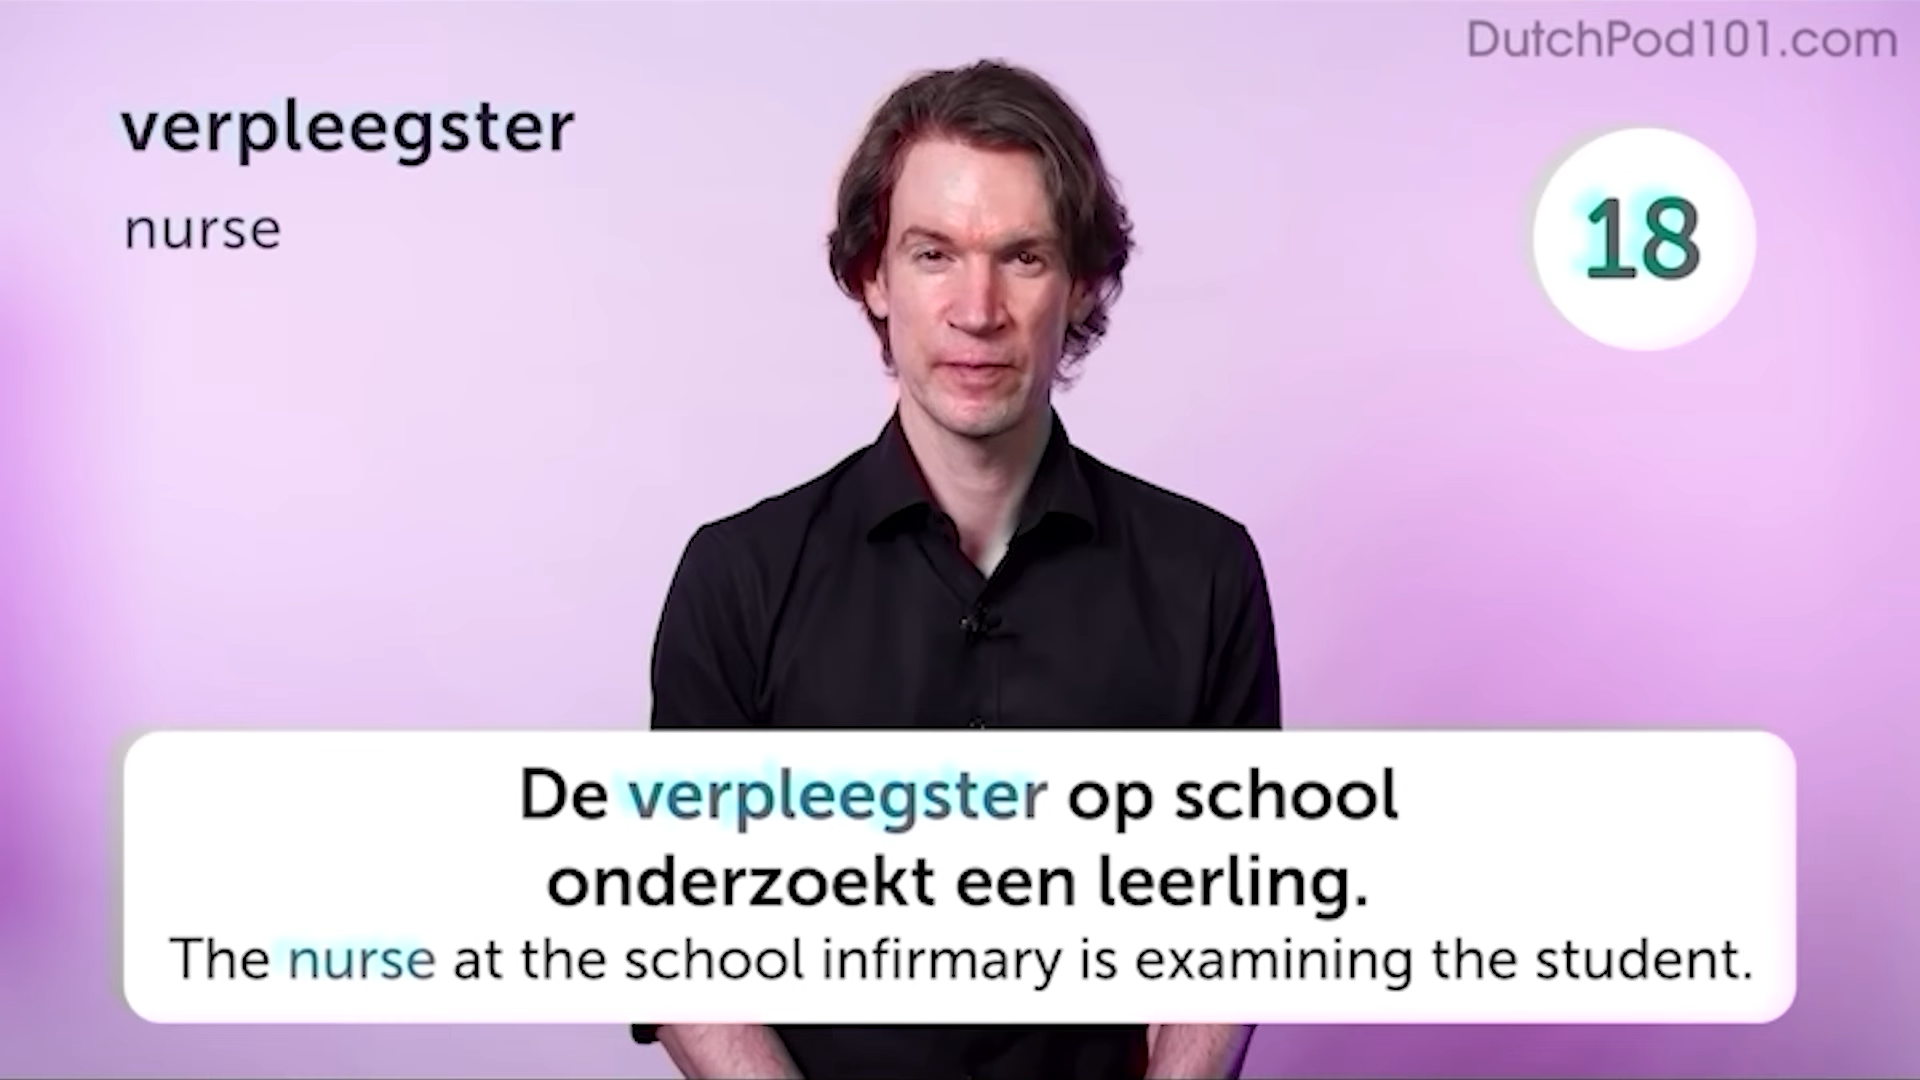 DutchPod101.com
verpleegster
nurse
18
De verpleegster op school
onderzoekt een leerling.
The nurse at the school infirmary is examining the student.